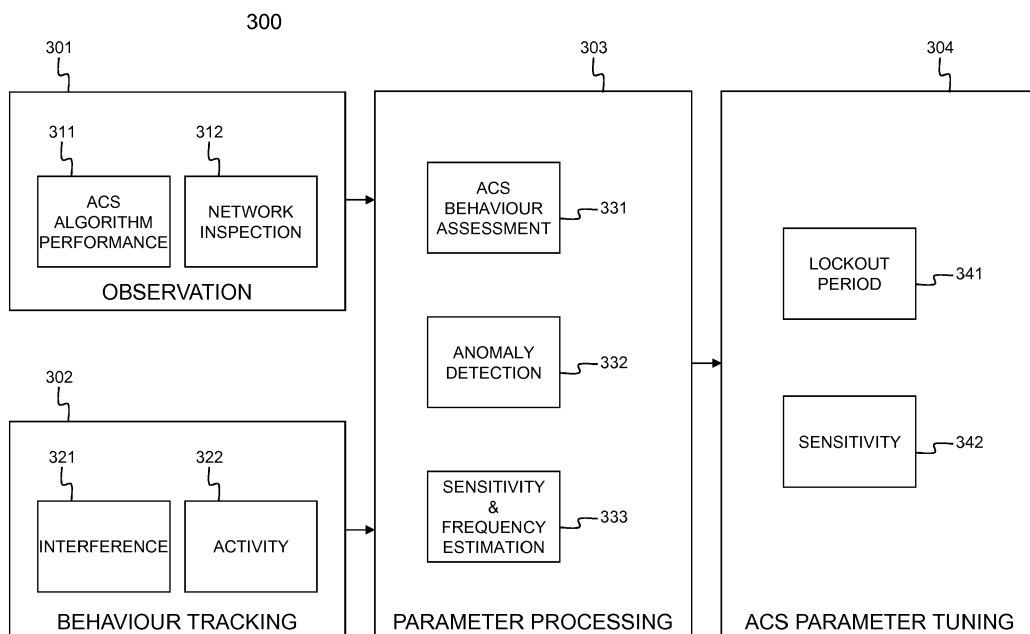 300
301
311
ACS
ALGORITHM
PERFORMANCE
312
NETWORK
INSPECTION
OBSERVATION
302
321
INTERFERENCE
322
ACTIVITY
BEHAVIOUR TRACKING
303
ACS
BEHAVIOUR
ASSESSMENT
331
ANOMALY
DETECTION
332
SENSITIVITY
&
FREQUENCY
ESTIMATION
333
PARAMETER PROCESSING
304
LOCKOUT
PERIOD
341
SENSITIVITY
342
ACS PARAMETER TUNING